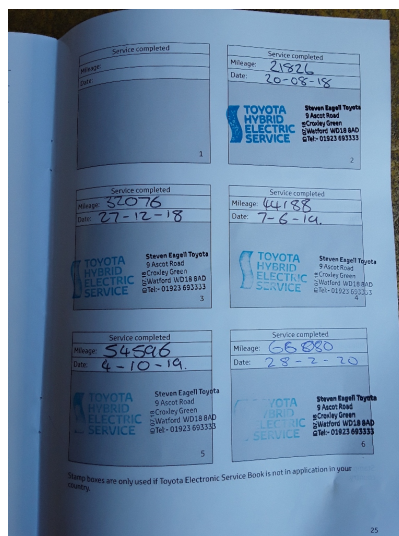 Service completed
Mileage:
Date:
1
Service completed
Mileage: 21826
Date: 20-08-18
TOYOTA
HYBRID
ELECTRIC
SERVICE
Steven Eagell Toyota
9 Ascot Road
Croxley Green
Watford WD18 8AD
Tel:- 01923 693333
2
Service completed
Mileage: 32076
Date: 27-12-18
TOYOTA
HYBRID
ELECTRIC
SERVICE
Steven Eagell Toyota
9 Ascot Road
Croxley Green
Watford WD18 8AD
Tel:- 01923 693333
3
Service completed
Mileage: 44188
Date: 7-6-19.
TOYOTA
HYBRID
ELECTRIC
SERVICE
Steven Eagell Toyota
9 Ascot Road
Croxley Green
Watford WD18 8AD
Tel:- 01923 693333
4
Service completed
Mileage: 54596
Date: 4-10-19.
TOYOTA
HYBRID
ELECTRIC
SERVICE
Steven Eagell Toyota
9 Ascot Road
Croxley Green
Watford WD18 8AD
Tel:- 01923 693333
5
Service completed
Mileage:
Date: 28-2-20
TOYOTA
HYBRID
ELECTRIC
SERVICE
Steven Eagell Toyota
9 Ascot Road
Croxley Green
Watford WD18 8AD
Tel:- 01923 693333
6
Stamp boxes are only used if Toyota Electronic Service Book is not in application in your
country.
25